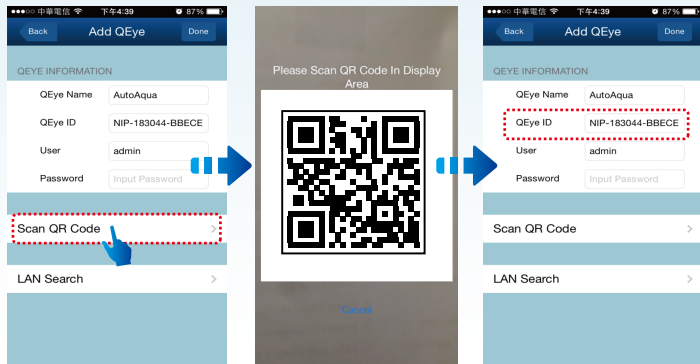 中華電信 下午4:39 87%
Back Add QEye Done
QEYE INFORMATION
QEye Name AutoAqua
QEye ID NIP-183044-BBECE
User admin
Password Input Password
Scan QR Code
LAN Search
Please Scan QR Code In Display
Area
Cancel
中華電信 下午4:39 87%
Back Add QEye Done
QEYE INFORMATION
QEye Name AutoAqua
QEye ID NIP-183044-BBECE
User admin
Password Input Password
Scan QR Code
LAN Search